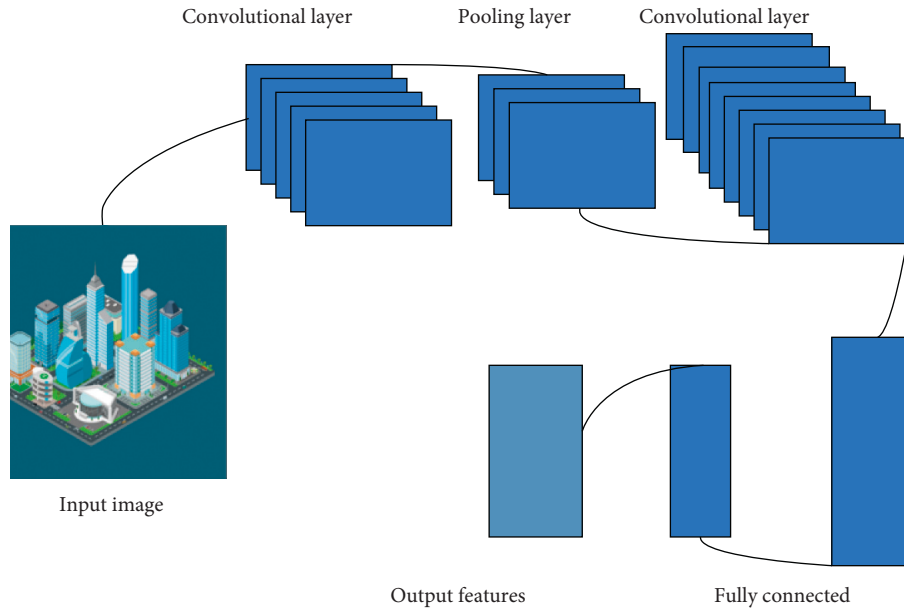 Convolutional layer
Pooling layer
Convolutional layer
Input image
Output features
Fully connected